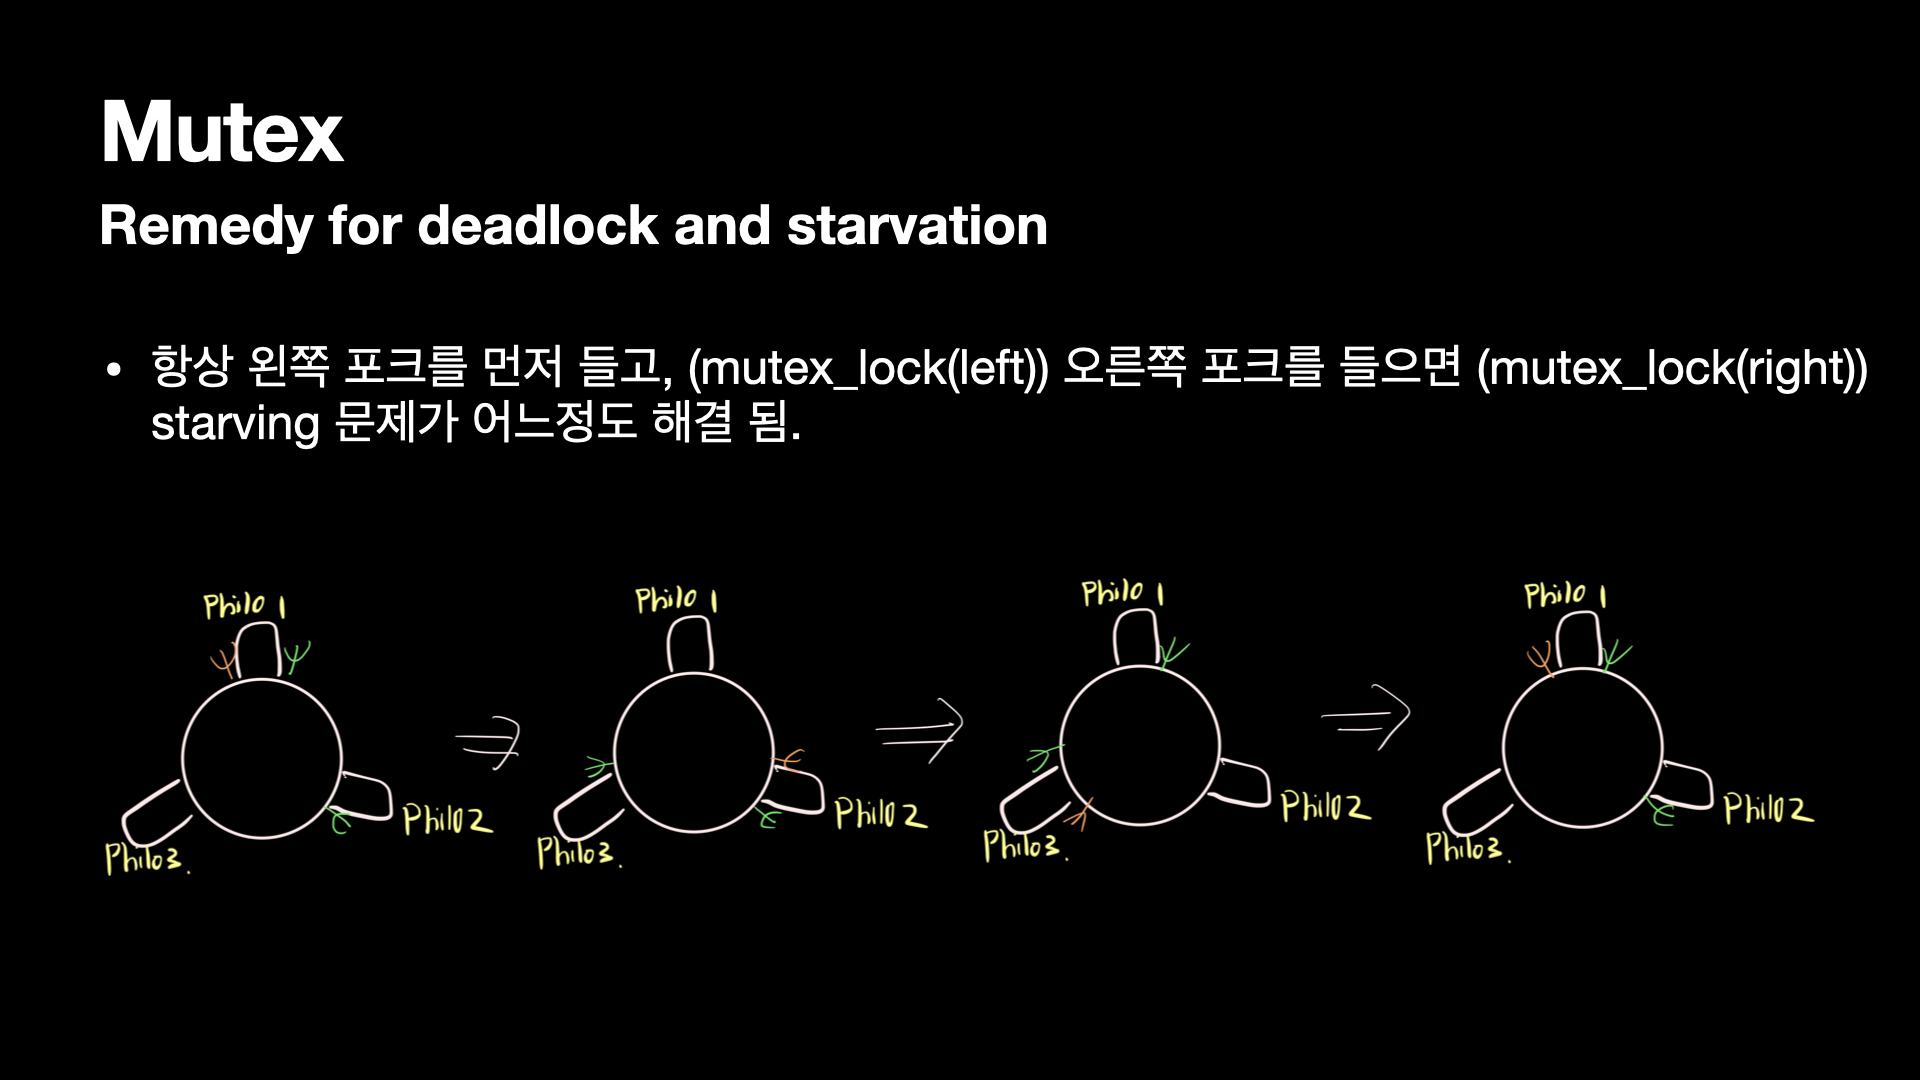 Mutex
Remedy for deadlock and starvation
• 항상 왼쪽 포크를 먼저 들고, (mutex_lock(left)) 오른쪽 포크를 들으면 (mutex_lock(right))
starving 문제가 어느정도 해결 됨.
Philo 1
Philo 2
Philo 3.
Philo 1
Philo 2
Philo 3.
Philo 1
Philo 2
Philo 3.
Philo 1
Philo 2
Philo 3.